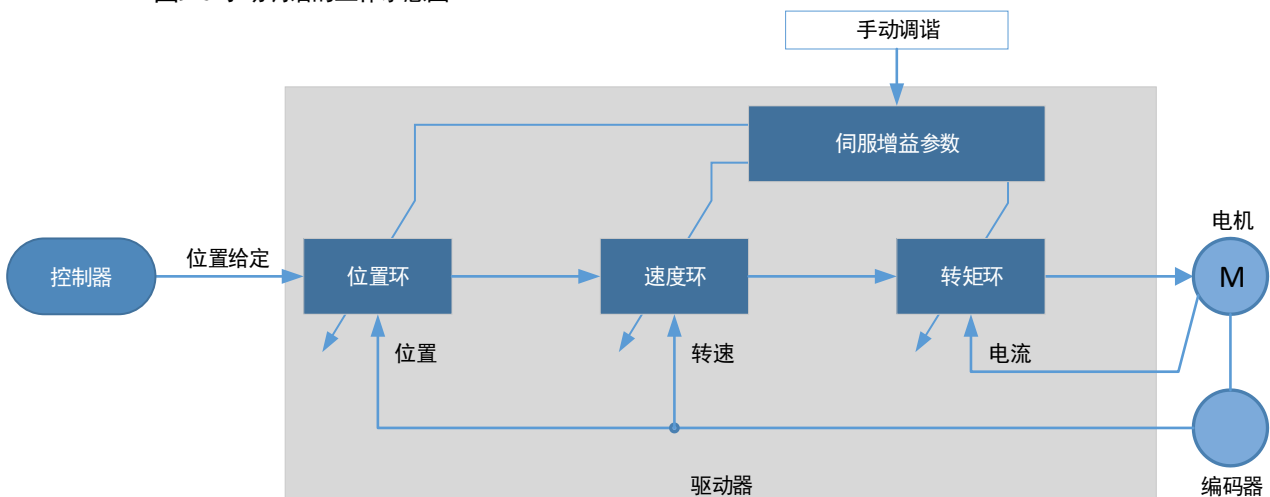 手动调谐
伺服增益参数
电机
位置给定
控制器
位置环
速度环
转矩环
M
位置
转速
电流
驱动器
编码器